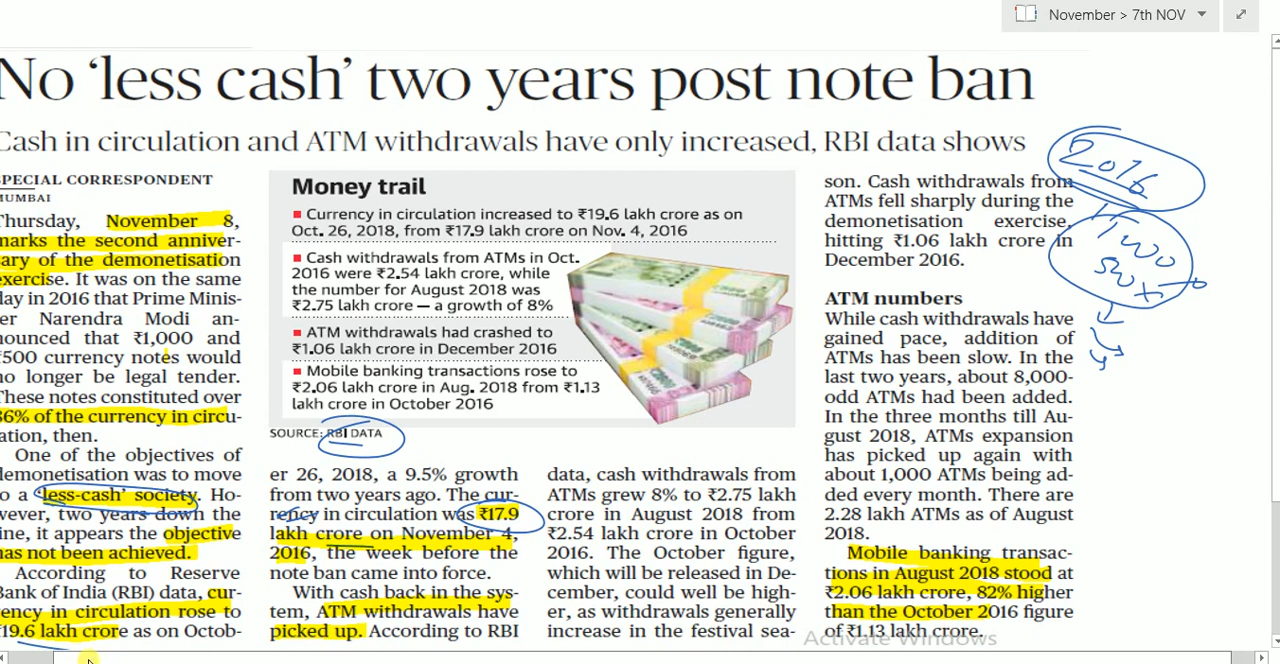 November > 7th NOV
No 'less cash' two years post note ban
Cash in circulation and ATM withdrawals have only increased, RBI data shows
SPECIAL CORRESPONDENT
MUMBAI
Thursday, November 8,
marks the second anniver-
sary of the demonetisation
exercise. It was on the same
day in 2016 that Prime Minis-
ter Narendra Modi an-
nounced that ₹1,000 and
₹500 currency notes would
no longer be legal tender.
These notes constituted over
86% of the currency in circu-
lation, then.
One of the objectives of
demonetisation was to move
to a 'less-cash' society. Ho-
wever, two years down the
line, it appears the objective
has not been achieved.
According to Reserve
Bank of India (RBI) data, cur-
rency in circulation rose to
₹19.6 lakh crore as on Octob-
Money trail
Currency in circulation increased to ₹19.6 lakh crore as on
Oct. 26, 2018, from ₹17.9 lakh crore on Nov. 4, 2016
Cash withdrawals from ATMs in Oct.
2016 were ₹2.54 lakh crore, while
the number for August 2018 was
₹2.75 lakh crore — a growth of 8%
ATM withdrawals had crashed to
₹1.06 lakh crore in December 2016
Mobile banking transactions rose to
₹2.06 lakh crore in Aug. 2018 from ₹1.13
lakh crore in October 2016
SOURCE: RBI DATA
er 26, 2018, a 9.5% growth
from two years ago. The cur-
rency in circulation was ₹17.9
lakh crore on November 4,
2016, the week before the
note ban came into force.
With cash back in the sys-
tem, ATM withdrawals have
picked up. According to RBI
data, cash withdrawals from
ATMs grew 8% to ₹2.75 lakh
crore in August 2018 from
₹2.54 lakh crore in October
2016. The October figure,
which will be released in De-
cember, could well be high-
er, as withdrawals generally
increase in the festival sea-
son. Cash withdrawals from
ATMs fell sharply during the
demonetisation exercise,
hitting ₹1.06 lakh crore in
December 2016.
ATM numbers
While cash withdrawals have
gained pace, addition of
ATMs has been slow. In the
last two years, about 8,000-
odd ATMs had been added.
In the three months till Au-
gust 2018, ATMs expansion
has picked up again with
about 1,000 ATMs being ad-
ded every month. There are
2.28 lakh ATMs as of August
2018.
Mobile banking transac-
tions in August 2018 stood at
₹2.06 lakh crore, 82% higher
than the October 2016 figure
of ₹1.13 lakh crore.
2016
Two
Activate Windows